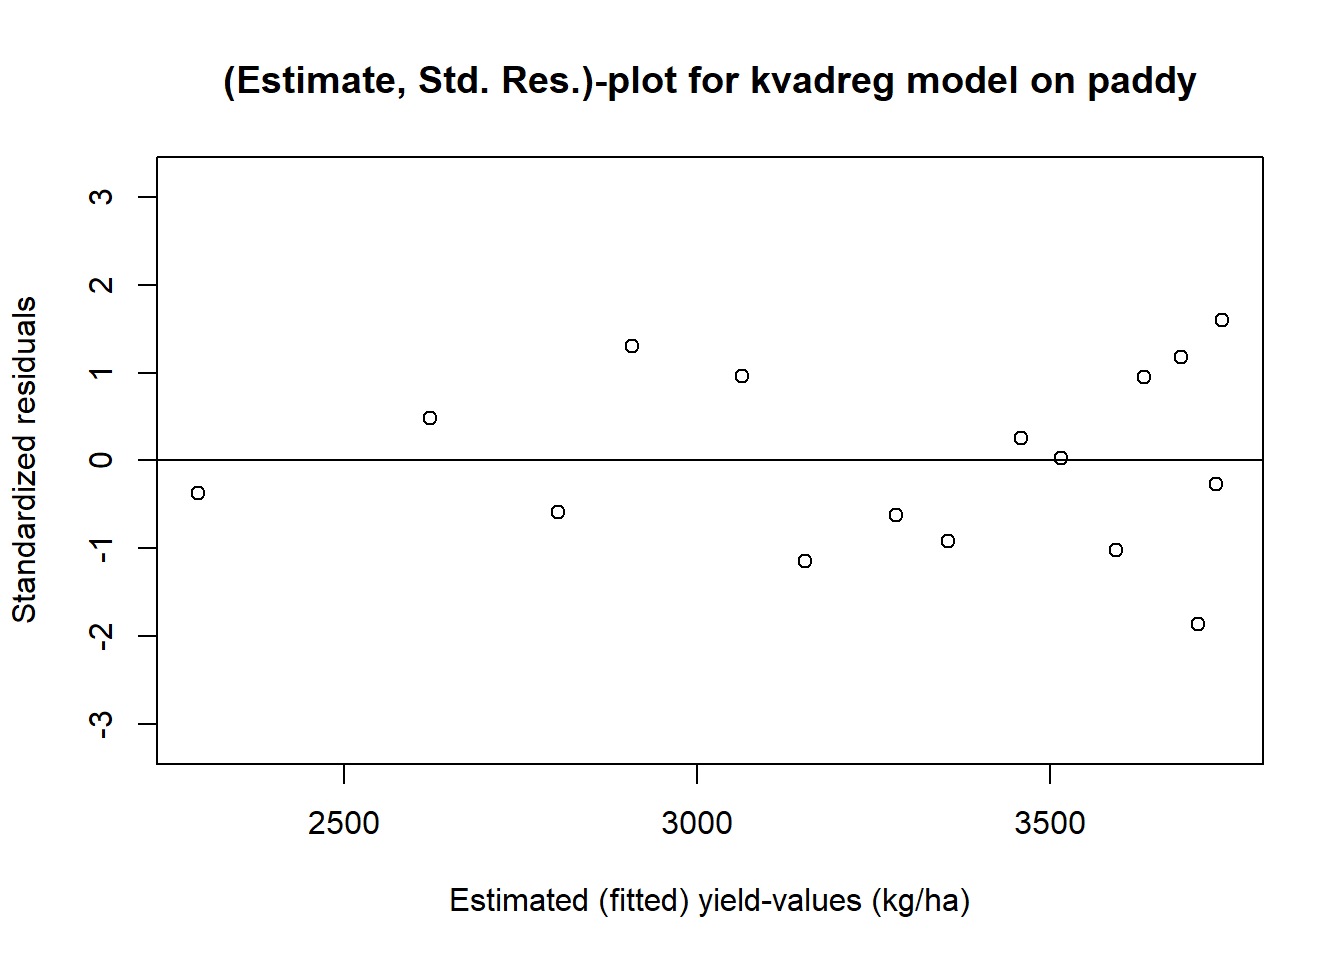 (Estimate, Std. Res.)-plot for kvadreg model on paddy
3
2
1
0
-1
-2
-3
Standardized residuals
2500 3000 3500
Estimated (fitted) yield-values (kg/ha)